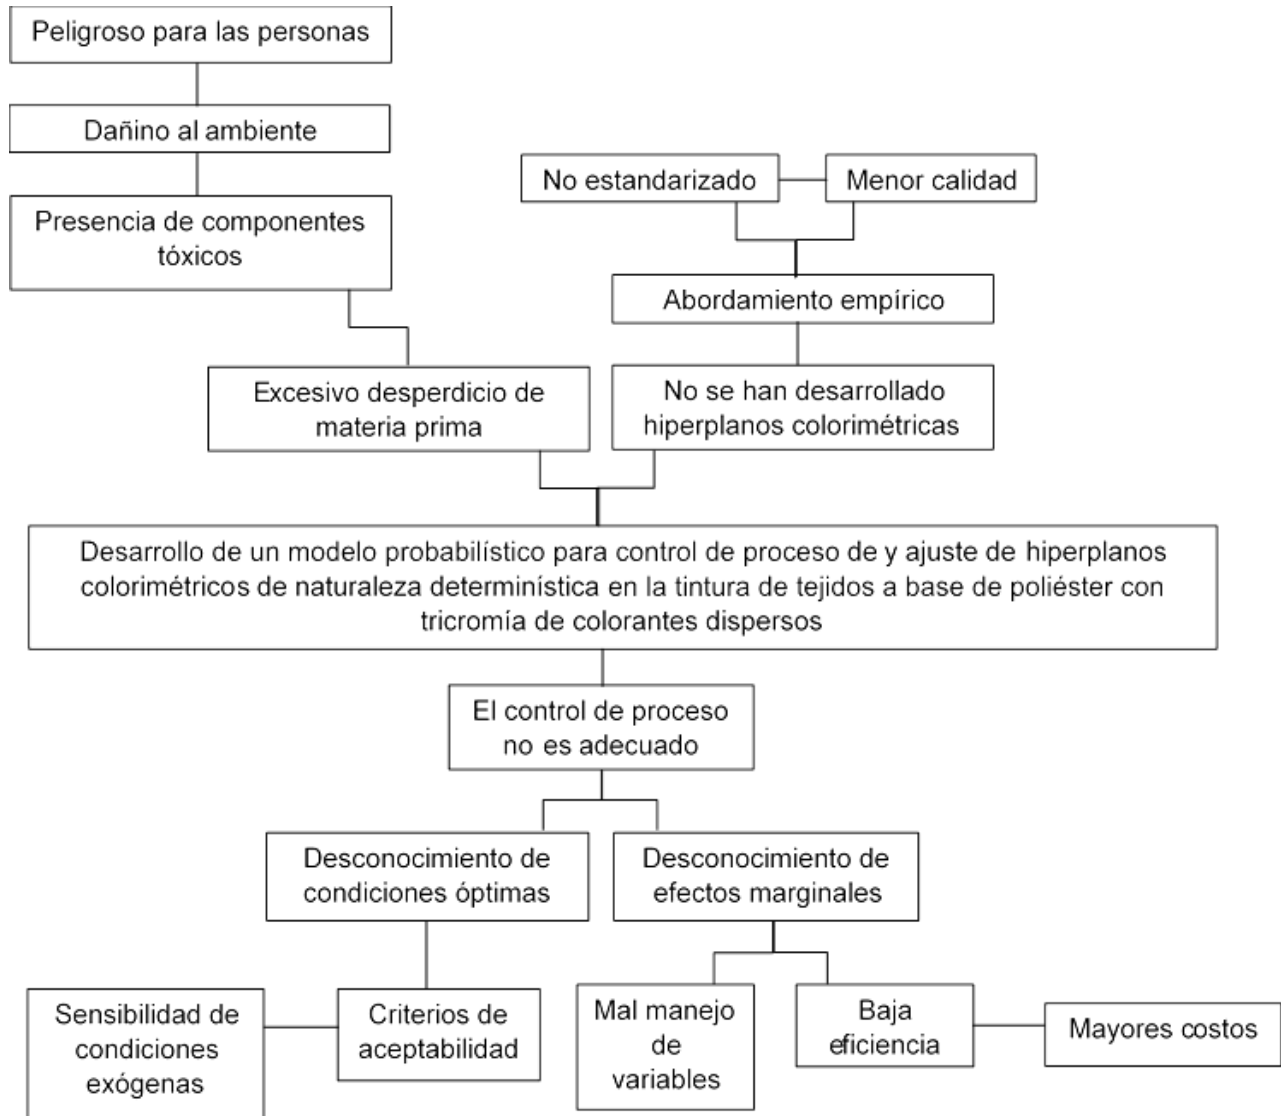 Peligroso para las personas
Dañino al ambiente
Presencia de componentes
tóxicos
No estandarizado
Menor calidad
Abordamiento empírico
Excesivo desperdicio de
materia prima
No se han desarrollado
hiperplanos colorimétricas
Desarrollo de un modelo probabilístico para control de proceso de y ajuste de hiperplanos
colorimétricos de naturaleza determinística en la tintura de tejidos a base de poliéster con
tricromía de colorantes dispersos
El control de proceso
no es adecuado
Desconocimiento de
condiciones óptimas
Desconocimiento de
efectos marginales
Sensibilidad de
condiciones
exógenas
Criterios de
aceptabilidad
Mal manejo
de
variables
Baja
eficiencia
Mayores costos